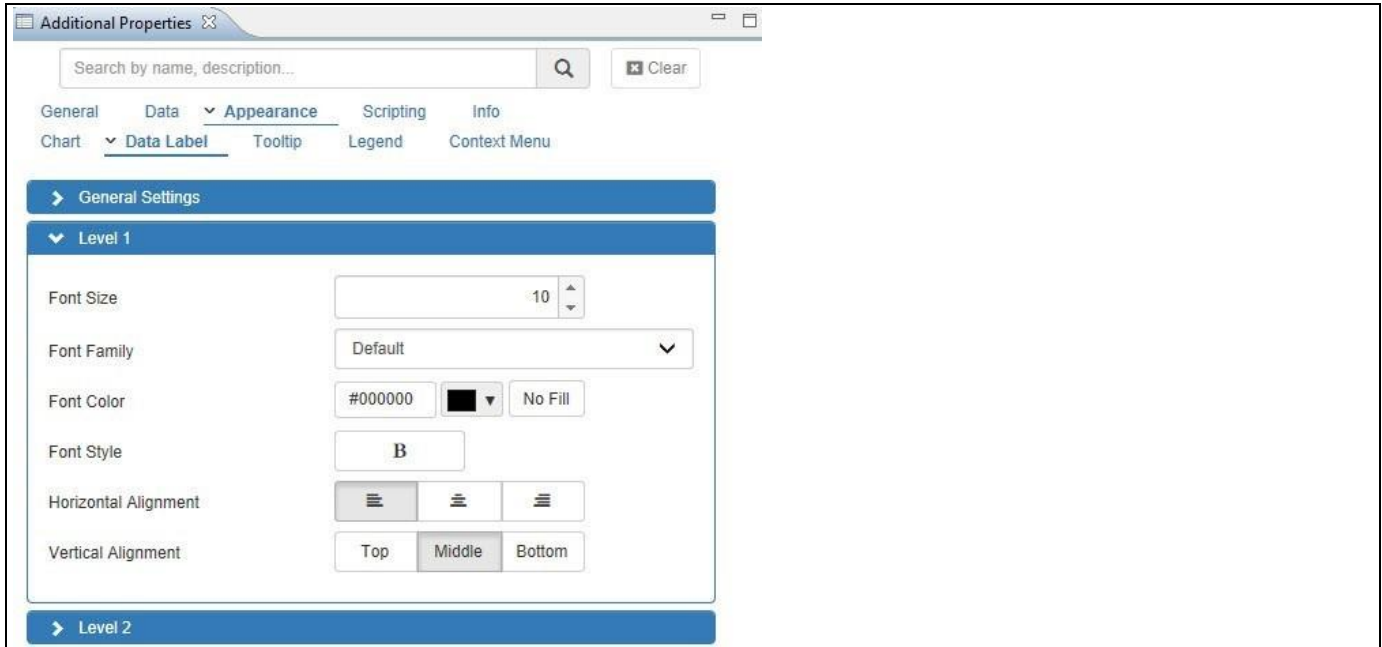 Additional Properties
Search by name, description...
Clear
General Data Appearance Scripting Info
Chart Data Label Tooltip Legend Context Menu
General Settings
Level 1
Font Size 10
Font Family Default
Font Color #000000 No Fill
Font Style B
Horizontal Alignment
Vertical Alignment Top Middle Bottom
Level 2